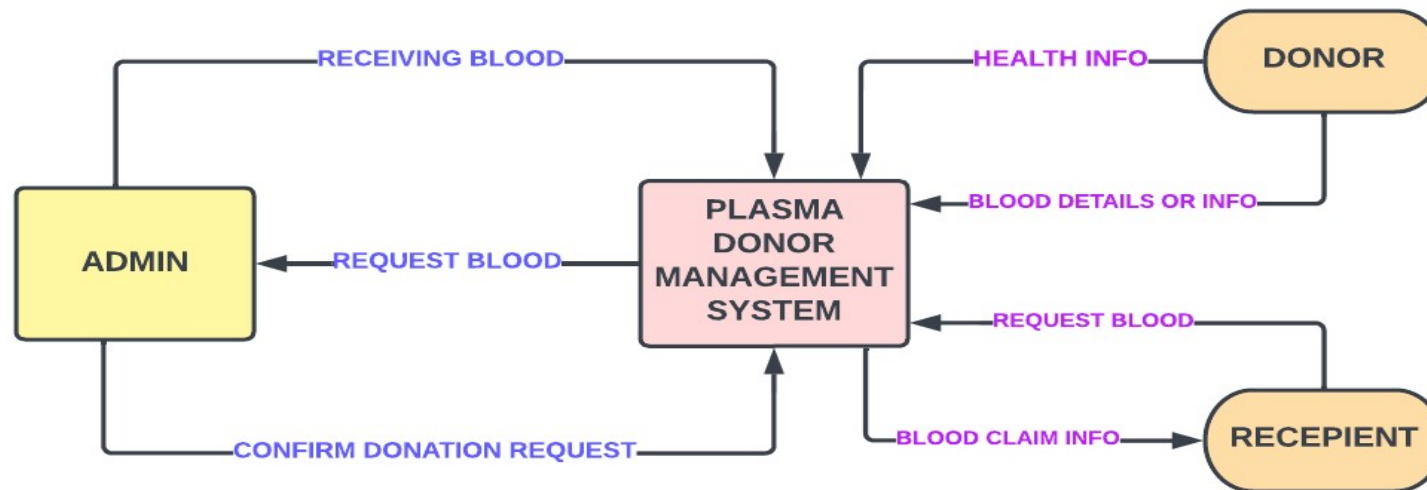 RECEIVING BLOOD
HEALTH INFO
DONOR
ADMIN
REQUEST BLOOD
PLASMA
DONOR
MANAGEMENT
SYSTEM
BLOOD DETAILS OR INFO
REQUEST BLOOD
CONFIRM DONATION REQUEST
BLOOD CLAIM INFO
RECEPIENT